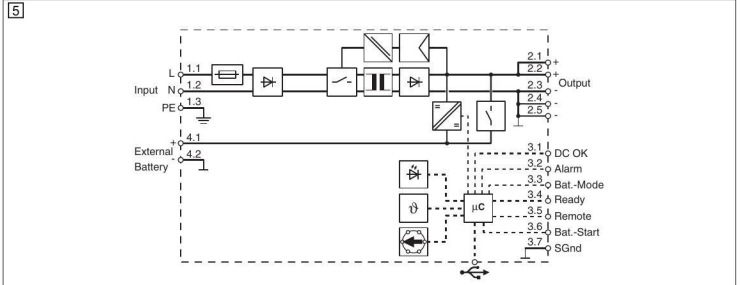 5
L 1.1
Input N 1.2
PE 1.3
+ 4.1
External
- 4.2
Battery
2.1 +
2.2 +
Output
2.3 -
2.4 -
2.5 -
ϑ
µC
3.1 DC OK
3.2 Alarm
3.3 Bat.-Mode
3.4 Ready
3.5 Remote
3.6 Bat.-Start
3.7 SGnd